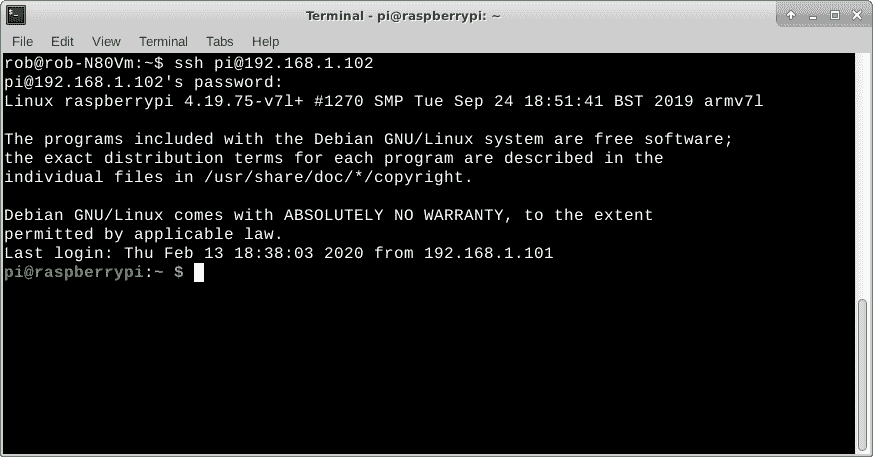 Terminal - pi@raspberrypi: ~
File Edit View Terminal Tabs Help
rob@rob-N80Vm:~$ ssh pi@192.168.1.102
pi@192.168.1.102's password:
Linux raspberrypi 4.19.75-v7l+ #1270 SMP Tue Sep 24 18:51:41 BST 2019 armv7l
The programs included with the Debian GNU/Linux system are free software;
the exact distribution terms for each program are described in the
individual files in /usr/share/doc/*/copyright.
Debian GNU/Linux comes with ABSOLUTELY NO WARRANTY, to the extent
permitted by applicable law.
Last login: Thu Feb 13 18:38:03 2020 from 192.168.1.101
pi@raspberrypi:~ $